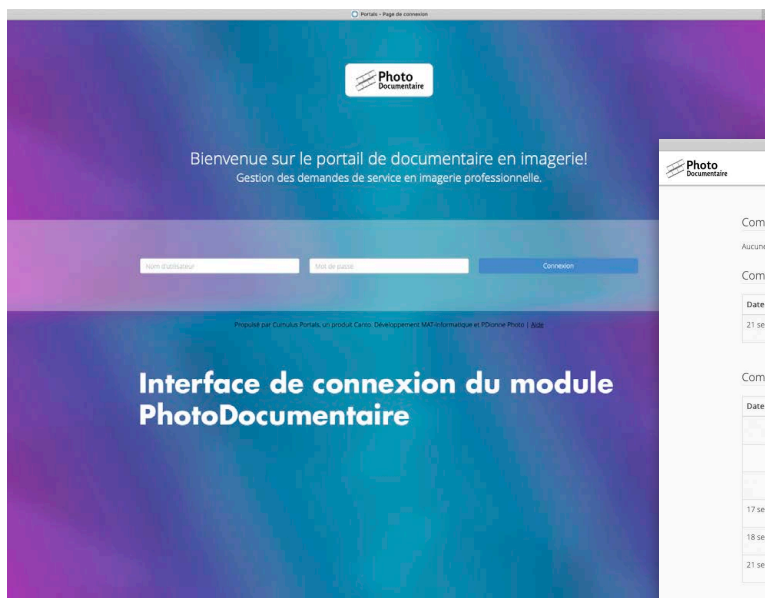 Portals - Page de connexion
Photo
Documentaire
Bienvenue sur le portail de documentaire en imagerie!
Gestion des demandes de service en imagerie professionnelle.
Nom d'utilisateur
Mot de passe
Connexion
Propulsé par Cumulus Portals, un produit Canto. Développement MAT-Informatique et PDionne Photo | Aide
Interface de connexion du module
PhotoDocumentaire
Photo
Documentaire
Com
Aucune
Com
Date
21 se
Com
Date
17 se
18 se
21 se